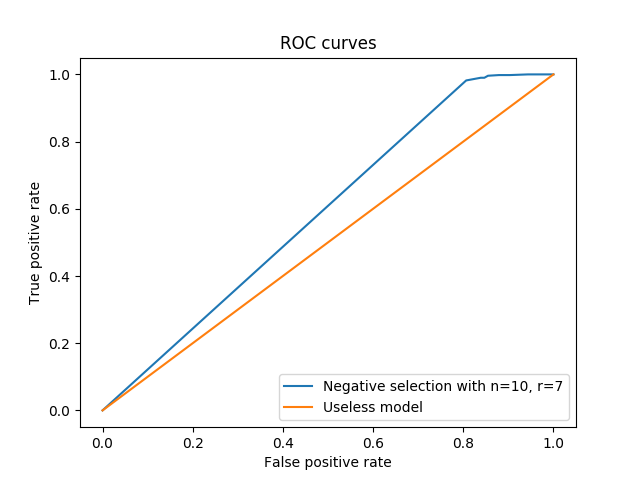 ROC curves
True positive rate
1.0
0.8
0.6
0.4
0.2
0.0
Negative selection with n=10, r=7
Useless model
0.0 0.2 0.4 0.6 0.8 1.0
False positive rate